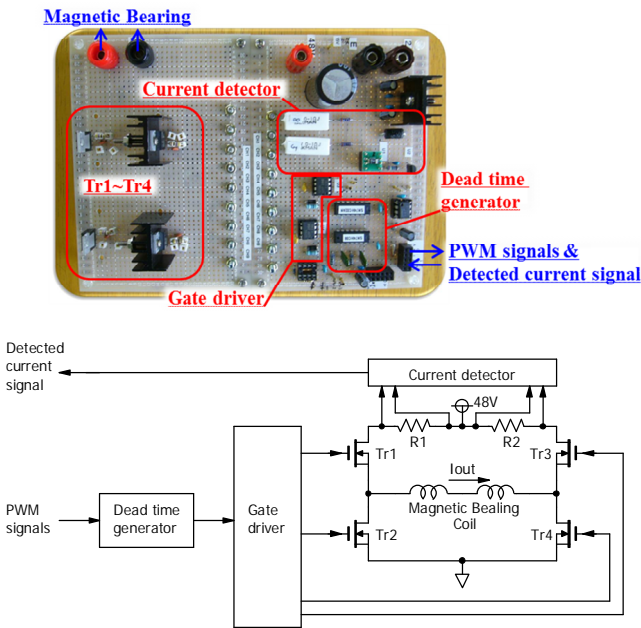 Magnetic Bearing
48V
E
2
Current detector
Tr1~Tr4
Dead time
generator
PWM signals &
Detected current signal
Gate driver
Detected
current
signal
Current detector
48V
R1
R2
Tr1
Tr3
Iout
PWM
signals
Dead time
generator
Gate
driver
Magnetic Bealing
Coil
Tr2
Tr4